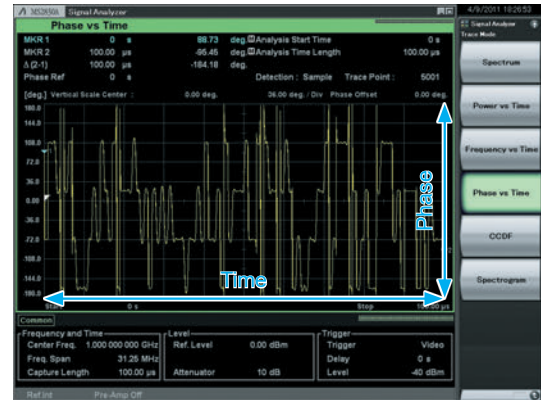 MS2830A Signal Analyzer 4/9/2011 10:26:53
Phase vs Time
MKR 1 0 s 88.73 deg. Analysis Start Time 0 s
MKR 2 100.00 µs -95.45 deg. Analysis Time Length 100.00 µs
Δ (2-1) 100.00 µs -184.18 deg.
Phase Ref 0 s Detection : Sample Trace Point : 5001
[deg.] Vertical Scale Center : 0.00 deg. 36.00 deg. / Div Phase Offset 0.00 deg.
180.0
144.0
108.0
72.0
36.0
0.00
-36.0
-72.0
-108.0
-144.0
-180.0
Phase
Time
Start 0 s Stop 100.00 µs
Common
Frequency and Time
Center Freq. 1.000 000 000 GHz
Freq. Span 31.25 MHz
Capture Length 100.00 µs
Level
Ref. Level 0.00 dBm
Attenuator 10 dB
Trigger
Trigger Video
Delay 0 s
Level -40 dBm
Ref.Int Pre-Amp Off
Signal Analyzer
Trace Mode
Spectrum
Power vs Time
Frequency vs Time
Phase vs Time
CCDF
Spectrogram